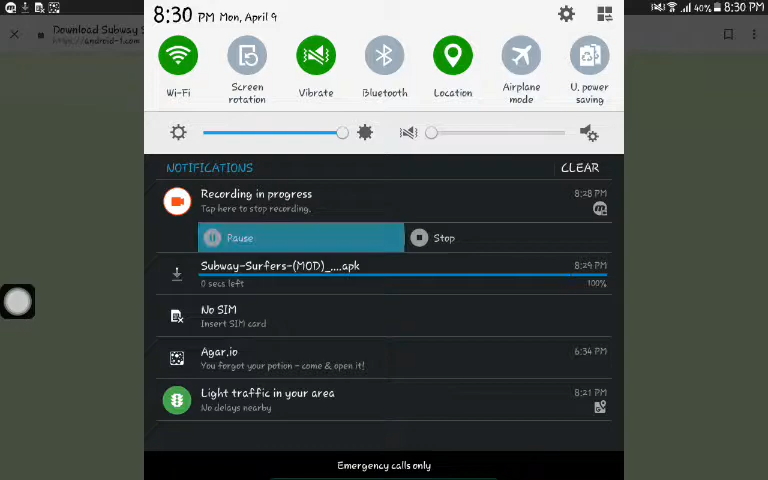 8:30 PM Mon, April 9
40% 8:30 PM
Download Subway S
https://android-1.com
Wi-Fi
Screen rotation
Vibrate
Bluetooth
Location
Airplane mode
U. power saving
NOTIFICATIONS
CLEAR
Recording in progress
8:28 PM
Tap here to stop recording.
Pause
Stop
Subway-Surfers-(MOD)_....apk
8:29 PM
0 secs left
100%
No SIM
Insert SIM card
Agar.io
6:34 PM
You forgot your potion - come & open it!
Light traffic in your area
8:21 PM
No delays nearby
Emergency calls only